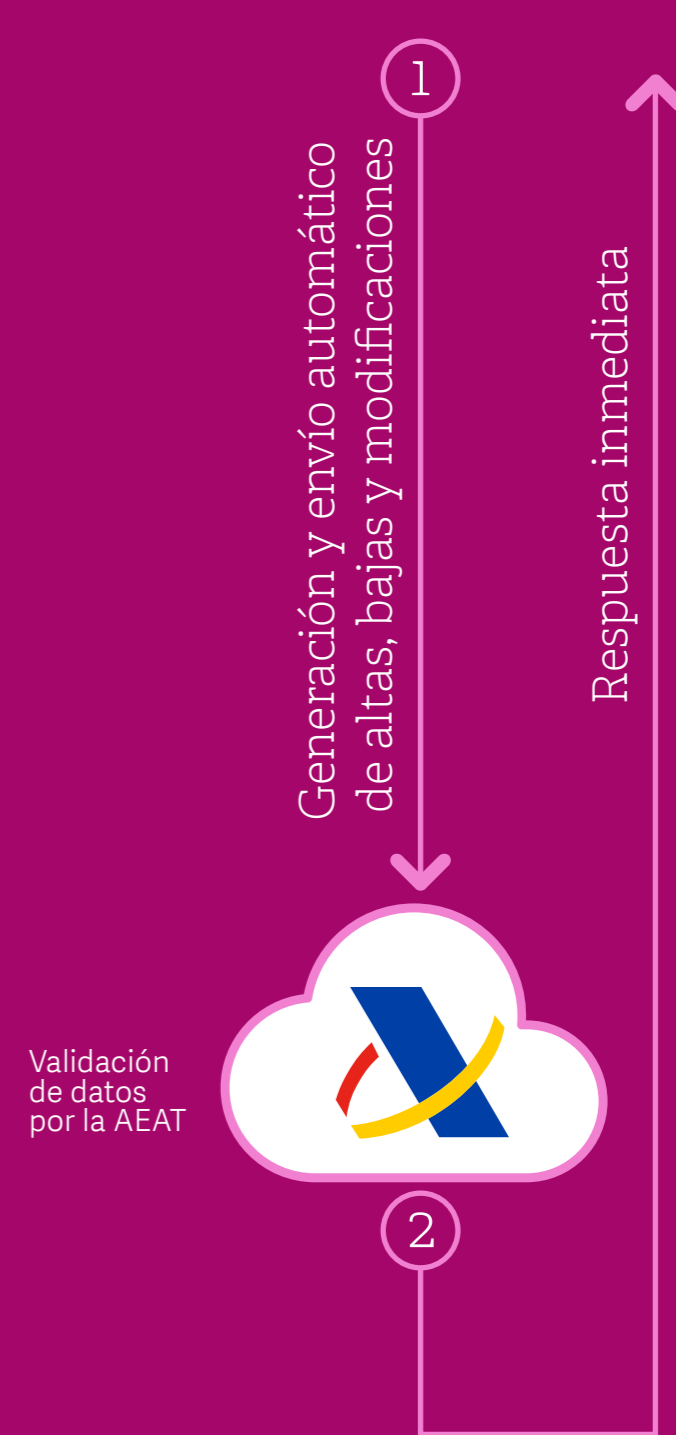 1
Generación y envío automático
de altas, bajas y modificaciones
Respuesta inmediata
Validación
de datos
por la AEAT
2